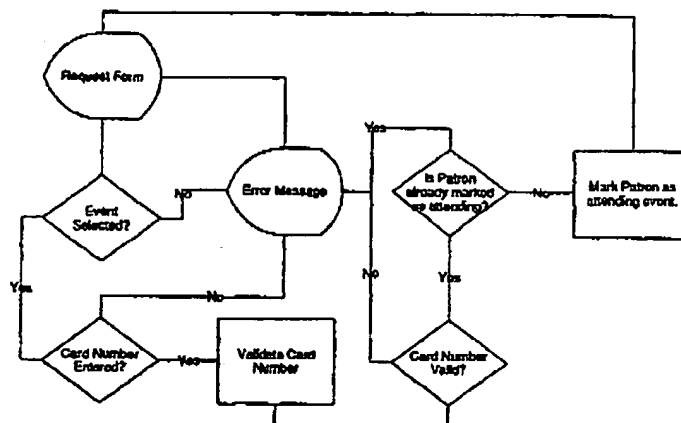 Request Form
Yes
Is Patron
already marked
as attending?
No
Mark Patron as
attending event.
Error Message
No
Event
Selected?
Yes
No
No
Yes
Card Number
Entered?
Yes
Validate Card
Number
Card Number
Valid?